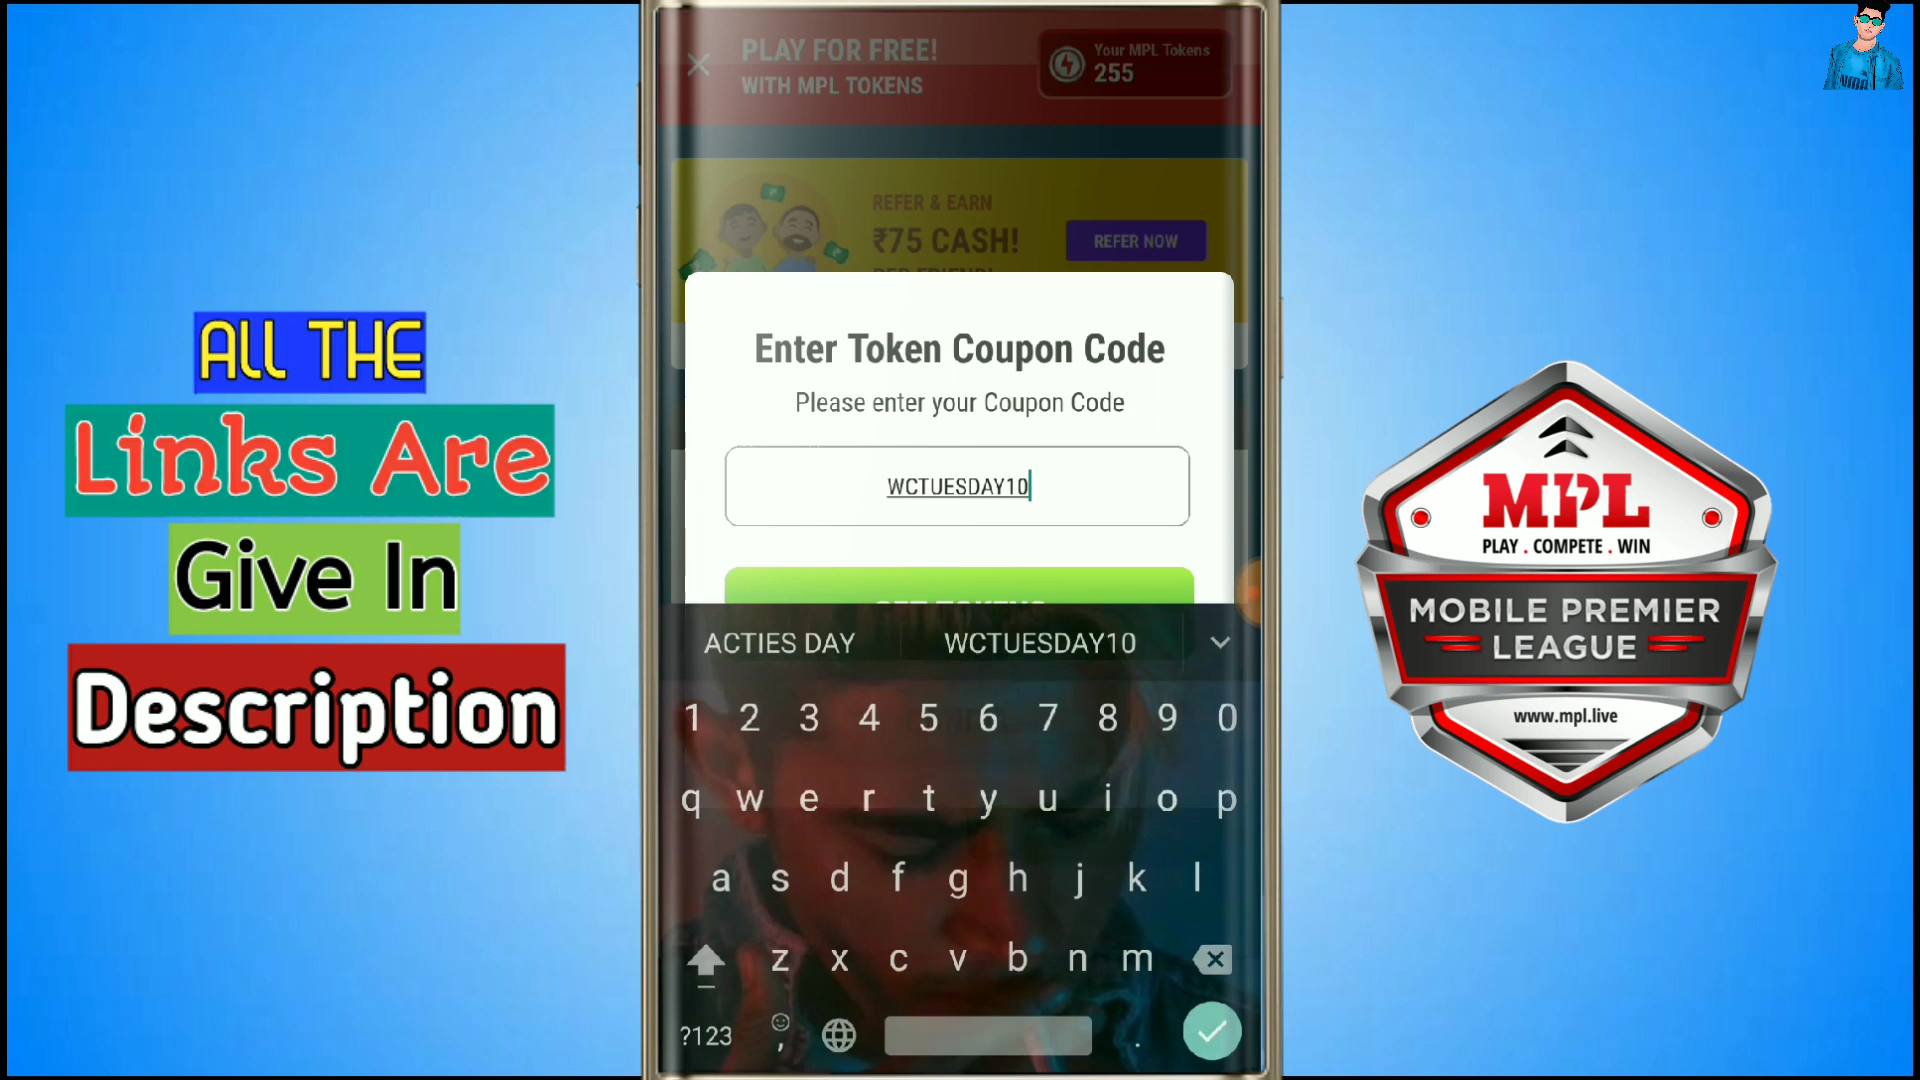 ALL THE
Links Are
Give In
Description
PLAY FOR FREE!
WITH MPL TOKENS
Your MPL Tokens
255
REFER & EARN
₹75 CASH!
REFER NOW
Enter Token Coupon Code
Please enter your Coupon Code
WCTUESDAY10
ACTIES DAY WCTUESDAY10
1 2 3 4 5 6 7 8 9 0
q w e r t y u i o p
a s d f g h j k l
z x c v b n m
?123 , .
MPL
PLAY . COMPETE . WIN
MOBILE PREMIER
LEAGUE
www.mpl.live